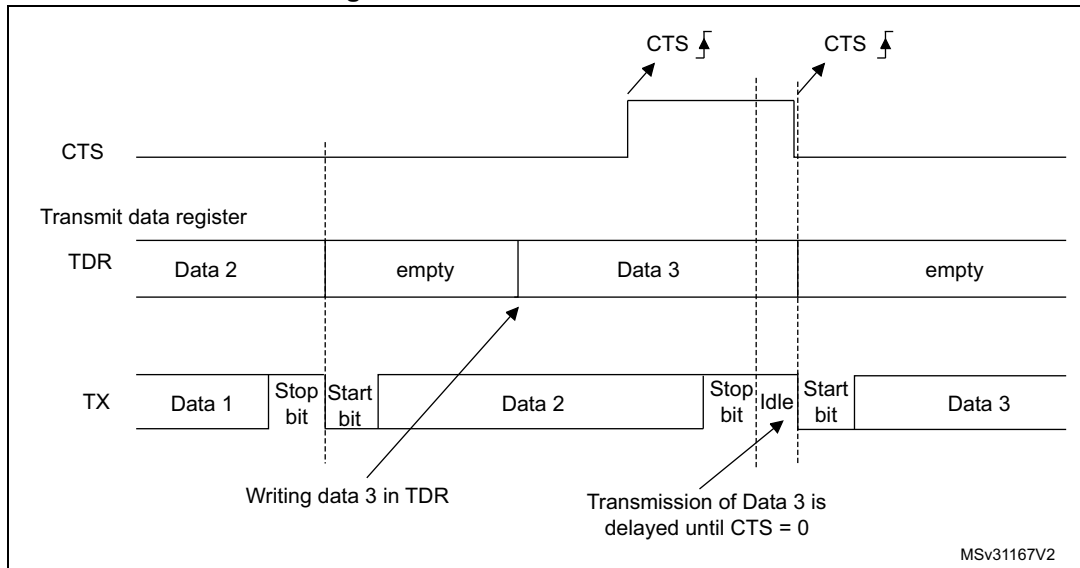 CTS CTS
CTS
Transmit data register
TDR Data 2 empty Data 3 empty
TX Data 1 Stop bit Start bit Data 2 Stop bit Idle Start bit Data 3
Writing data 3 in TDR
Transmission of Data 3 is
delayed until CTS = 0
MSv31167V2